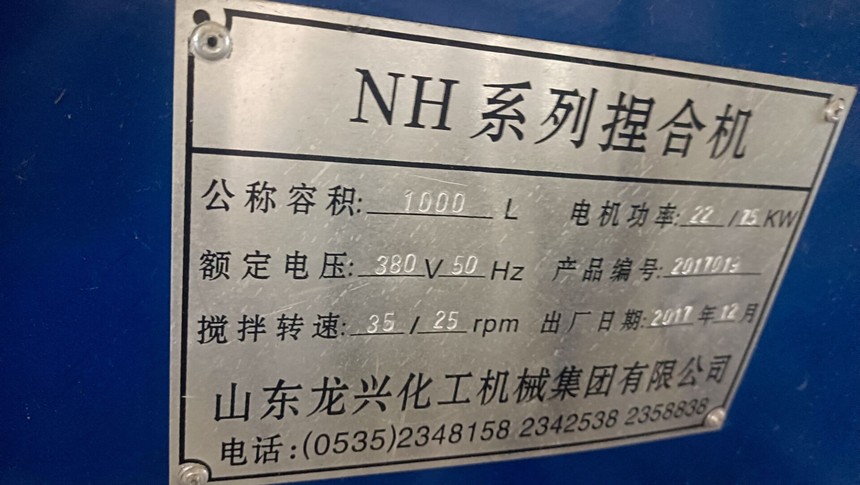 NH系列捏合机
公称容积: 1000 L 电机功率: 22 /75 KW
额定电压: 380 V 50 Hz 产品编号: 2017019
搅拌转速: 35 / 25 rpm 出厂日期: 2017 年 12 月
山东龙兴化工机械集团有限公司
电话:(0535)2348158 2342538 2358838